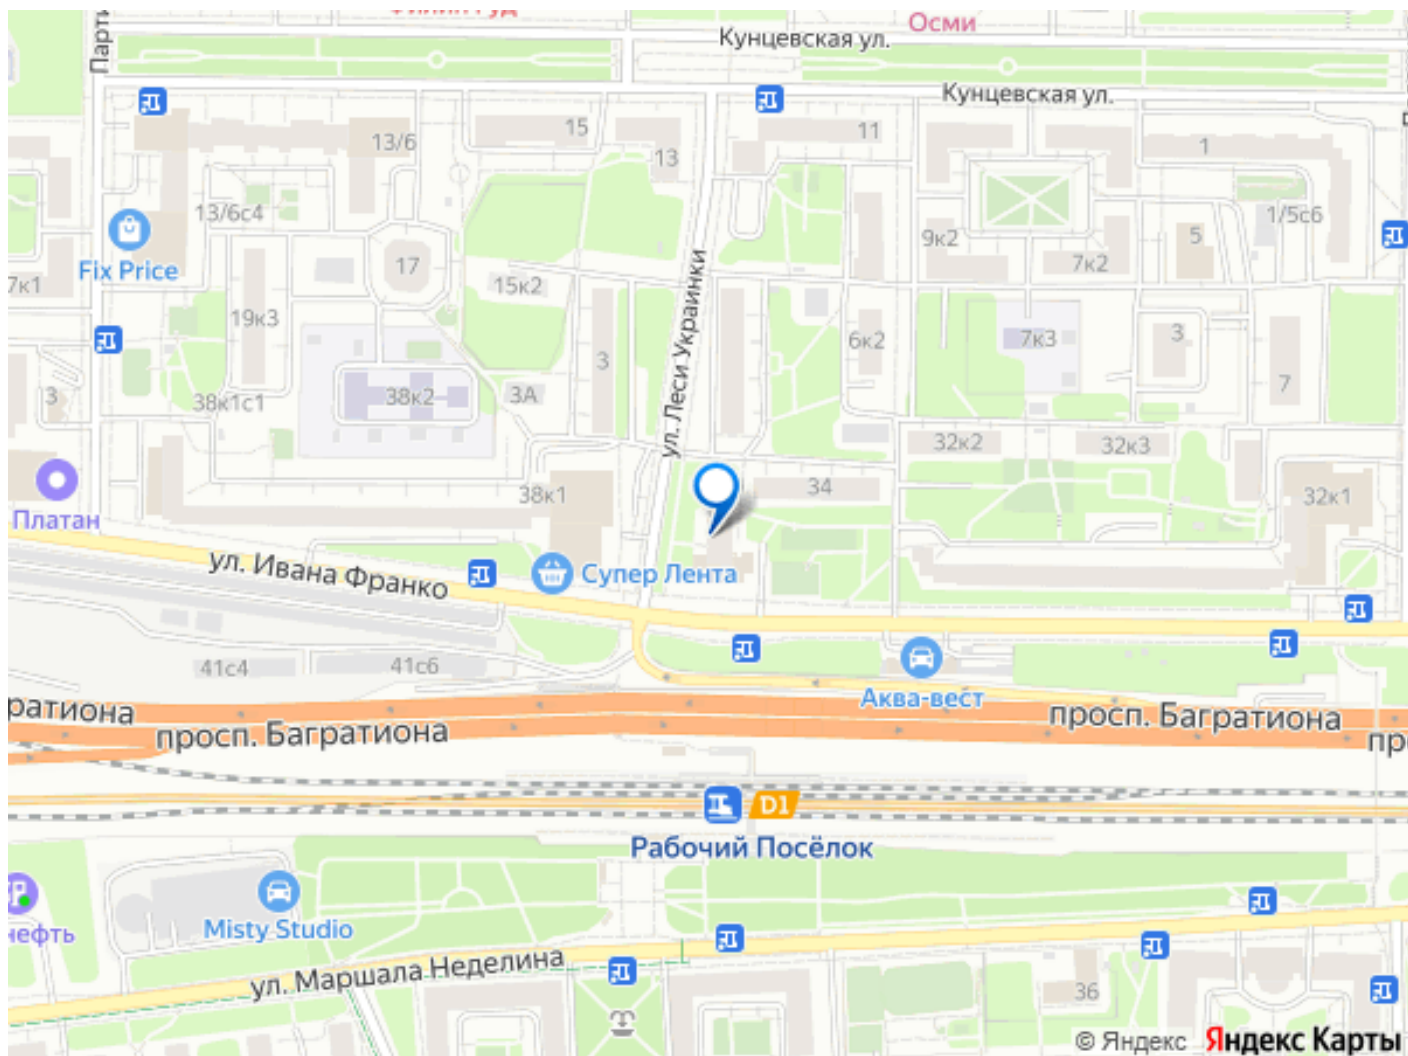 Осми
Кунцевская ул.
Парти
Кунцевская ул.
15
11
13/6
13
1
13/6с4
1/5с6
9к2
5
Fix Price
17
7к2
7к1
15к2
19к3
ул. Леси Украинки
6к2
7к3
3
3
7
3
38к1с1
38к2
3А
32к2
32к3
38к1
34
32к1
Платан
ул. Ивана Франко
Супер Лента
41с4
41с6
Аква-вест
ратиона
просп. Багратиона
просп. Багратиона
пр
D1
Рабочий Посёлок
Misty Studio
нефть
ул. Маршала Неделина
36
© Яндекс Яндекс Карты